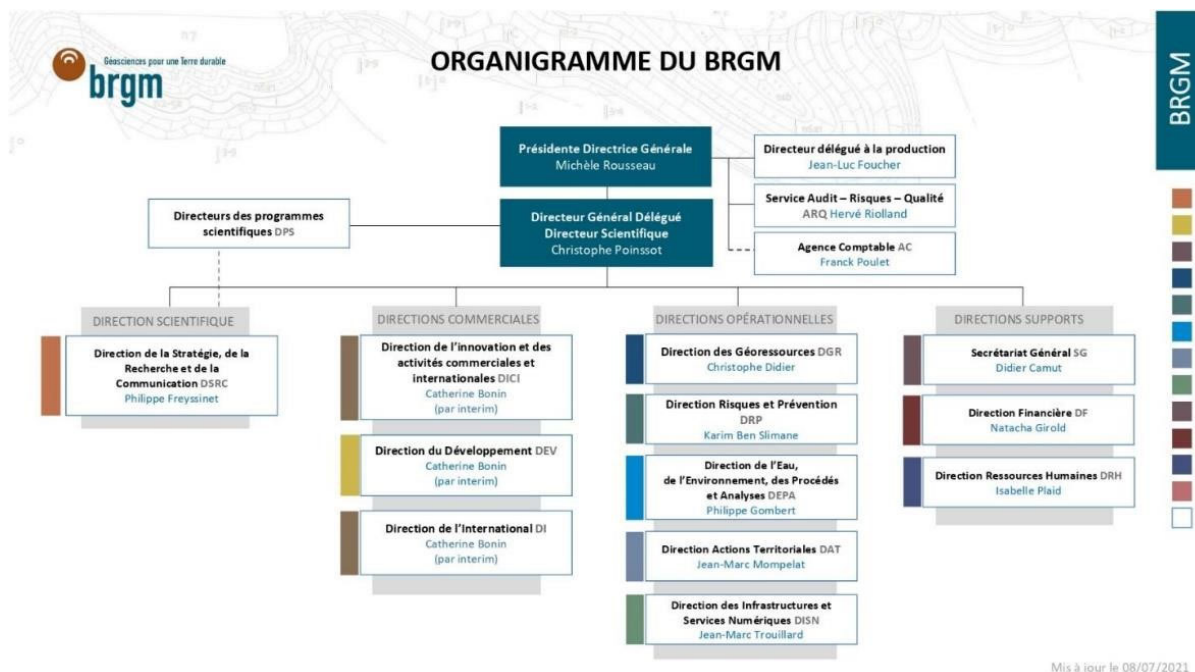 Géosciences pour une Terre durable
brgm
ORGANIGRAMME DU BRGM
BRGM
Présidente Directrice Générale
Michèle Rousseau
Directeur délégué à la production
Jean-Luc Foucher
Service Audit – Risques – Qualité
ARQ Hervé Riolland
Agence Comptable AC
Franck Poulet
Directeurs des programmes
scientifiques DPS
Directeur Général Délégué
Directeur Scientifique
Christophe Poinssot
DIRECTION SCIENTIFIQUE
Direction de la Stratégie, de la
Recherche et de la
Communication DSRC
Philippe Freyssinet
DIRECTIONS COMMERCIALES
Direction de l’innovation et des
activités commerciales et
internationales DICI
Catherine Bonin
(par interim)
Direction du Développement DEV
Catherine Bonin
(par interim)
Direction de l’International DI
Catherine Bonin
(par interim)
DIRECTIONS OPÉRATIONNELLES
Direction des Géoressources DGR
Christophe Didier
Direction Risques et Prévention
DRP
Karim Ben Slimane
Direction de l’Eau,
de l’Environnement, des Procédés
et Analyses DEPA
Philippe Gombert
Direction Actions Territoriales DAT
Jean-Marc Mompelat
Direction des Infrastructures et
Services Numériques DISN
Jean-Marc Trouillard
DIRECTIONS SUPPORTS
Secrétariat Général SG
Didier Camut
Direction Financière DF
Natacha Girold
Direction Ressources Humaines DRH
Isabelle Plaid
Mis à jour le 08/07/2021